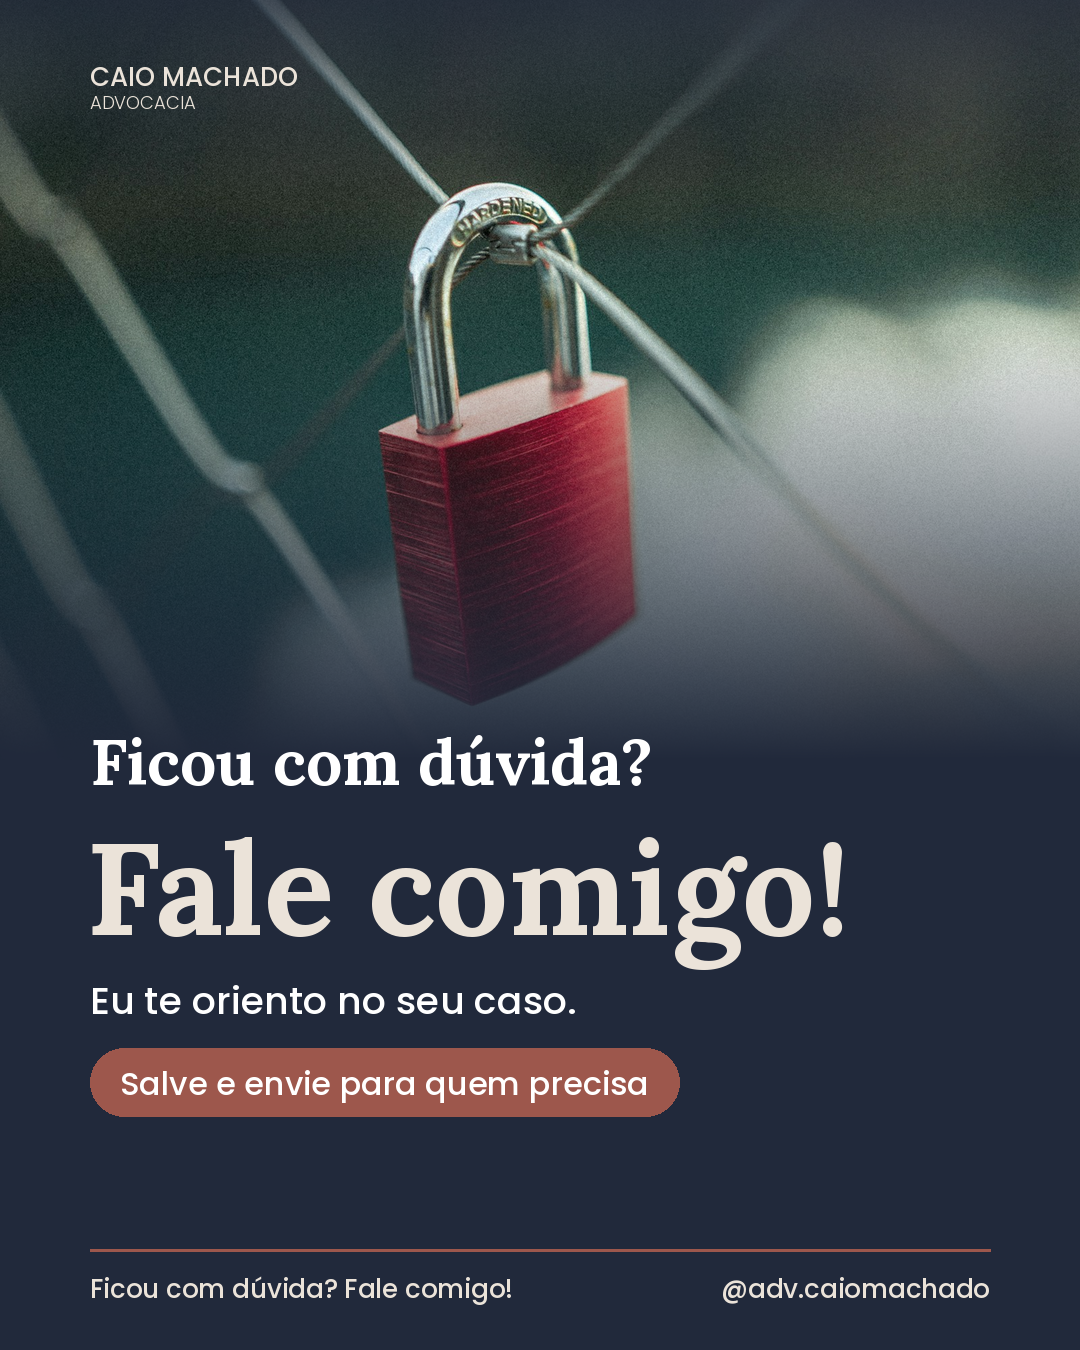 CAIO MACHADO
ADVOCACIA
HARDENED
Ficou com dúvida?
Fale comigo!
Eu te oriento no seu caso.
Salve e envie para quem precisa
Ficou com dúvida? Fale comigo!
@adv.caiomachado